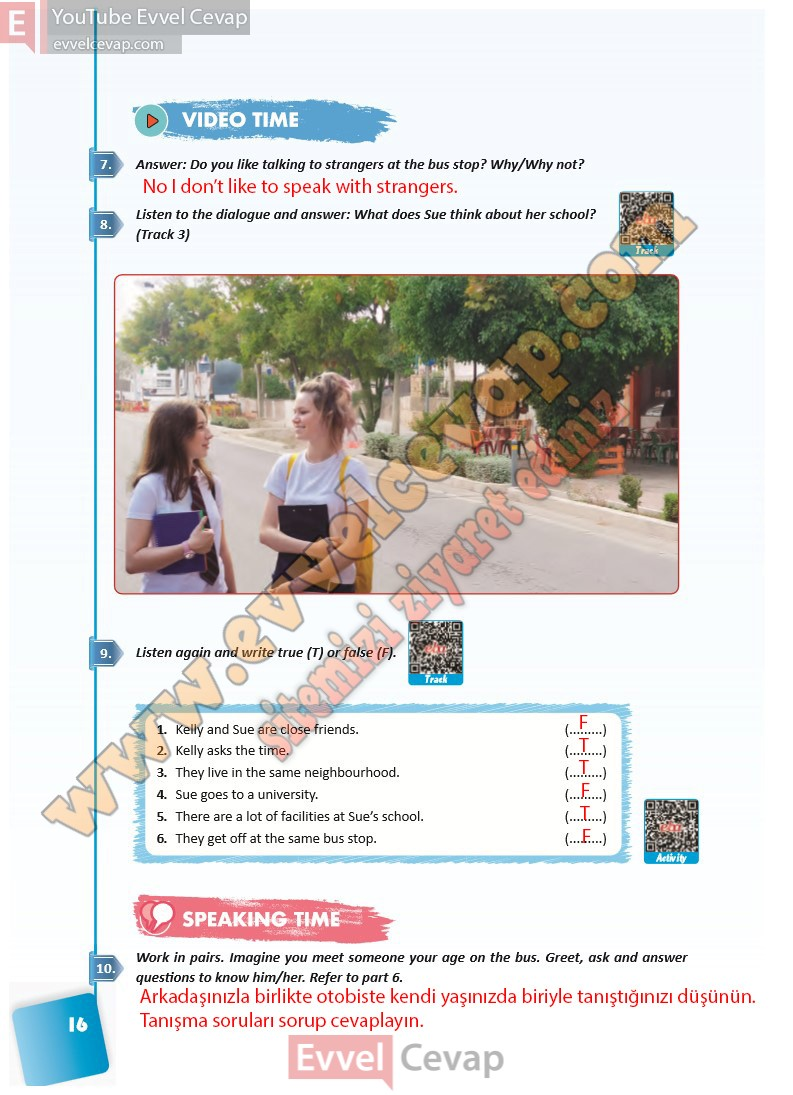 E YouTube Evvel Cevap
evvelcevap.com
VIDEO TIME
7. Answer: Do you like talking to strangers at the bus stop? Why/Why not?
No I don't like to speak with strangers.
8. Listen to the dialogue and answer: What does Sue think about her school?
(Track 3)
Track
www.evvelcevap.com
sitemizi ziyaret ediniz
9. Listen again and write true (T) or false (F).
Track
1. Kelly and Sue are close friends. (....F.....)
2. Kelly asks the time. (....T.....)
3. They live in the same neighbourhood. (....T.....)
4. Sue goes to a university. (....F.....)
5. There are a lot of facilities at Sue's school. (....T.....)
6. They get off at the same bus stop. (....F.....)
Activity
SPEAKING TIME
10. Work in pairs. Imagine you meet someone your age on the bus. Greet, ask and answer
questions to know him/her. Refer to part 6.
Arkadaşınızla birlikte otobiste kendi yaşınızda biriyle tanıştığınızı düşünün.
Tanışma soruları sorup cevaplayın.
16
Evvel Cevap